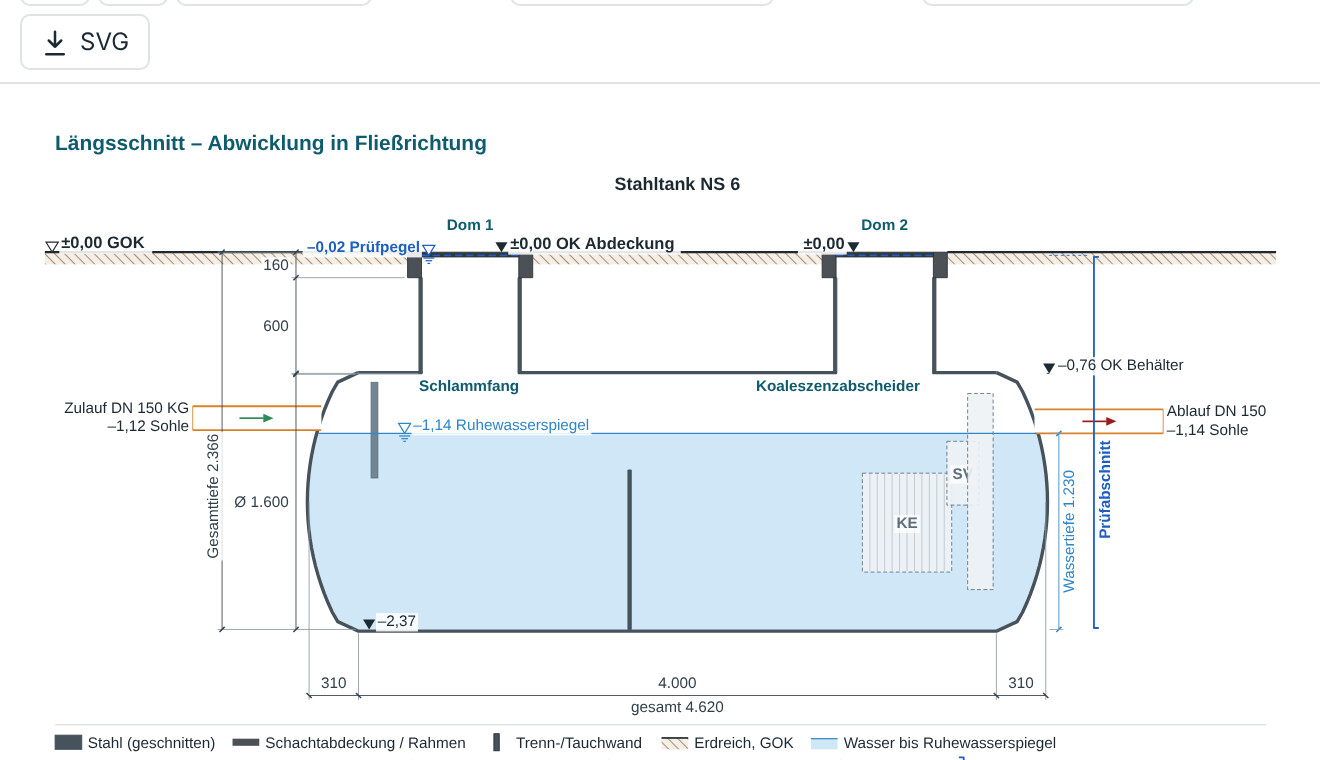 SVG
Längsschnitt – Abwicklung in Fließrichtung
Stahltank NS 6
Dom 1
Dom 2
±0,00 GOK
–0,02 Prüfpegel
±0,00 OK Abdeckung
±0,00
160
600
–0,76 OK Behälter
Schlammfang
Koaleszenzabscheider
Zulauf DN 150 KG
–1,12 Sohle
–1,14 Ruhewasserspiegel
Ablauf DN 150
–1,14 Sohle
Gesamttiefe 2.366
Ø 1.600
KE
Wassertiefe 1.230
Prüfabschnitt
–2,37
310
4.000
310
gesamt 4.620
Stahl (geschnitten)
Schachtabdeckung / Rahmen
Trenn-/Tauchwand
Erdreich, GOK
Wasser bis Ruhewasserspiegel